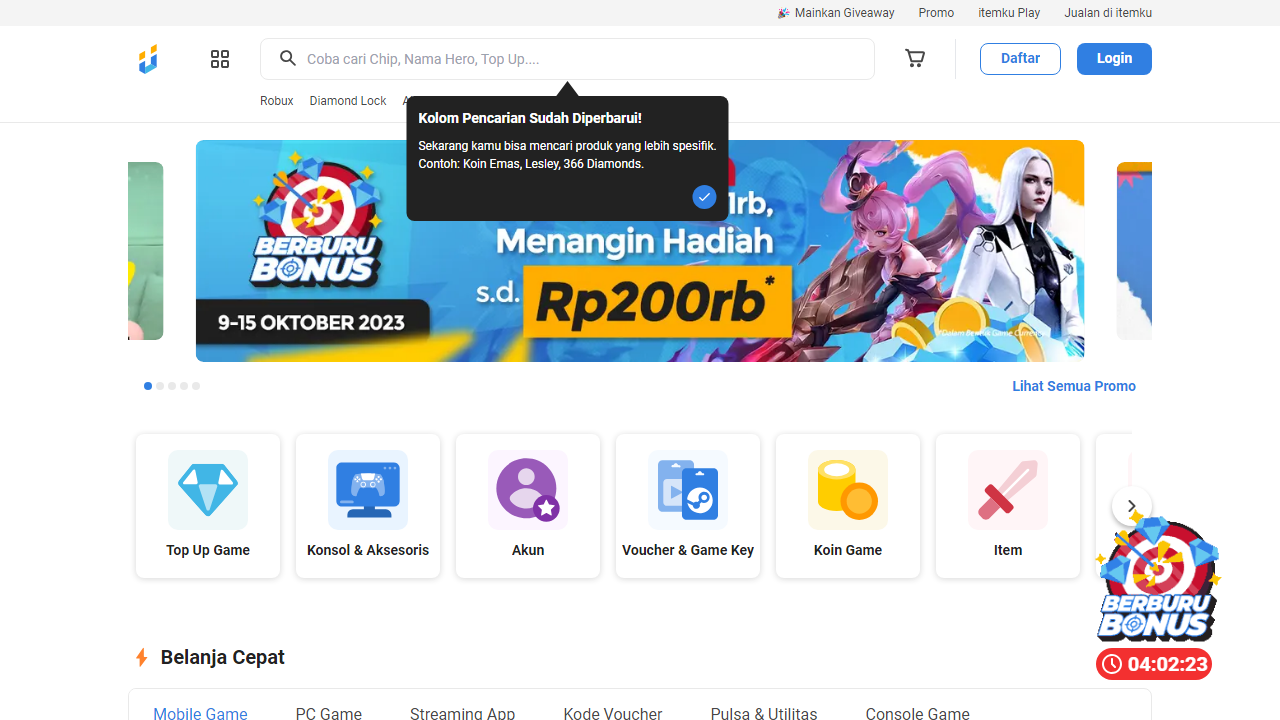 Mainkan Giveaway
Promo
itemku Play
Jualan di itemku
Coba cari Chip, Nama Hero, Top Up....
Daftar
Login
Robux
Diamond Lock
Kolom Pencarian Sudah Diperbarui!
Sekarang kamu bisa mencari produk yang lebih spesifik.
Contoh: Koin Emas, Lesley, 366 Diamonds.
BERBURU
BONUS
9-15 OKTOBER 2023
1rb,
Menangin Hadiah
s.d. Rp200rb*
Lihat Semua Promo
Top Up Game
Konsol & Aksesoris
Akun
Voucher & Game Key
Koin Game
Item
BERBURU
BONUS
04:02:23
Belanja Cepat
Mobile Game
PC Game
Streaming App
Kode Voucher
Pulsa & Utilitas
Console Game